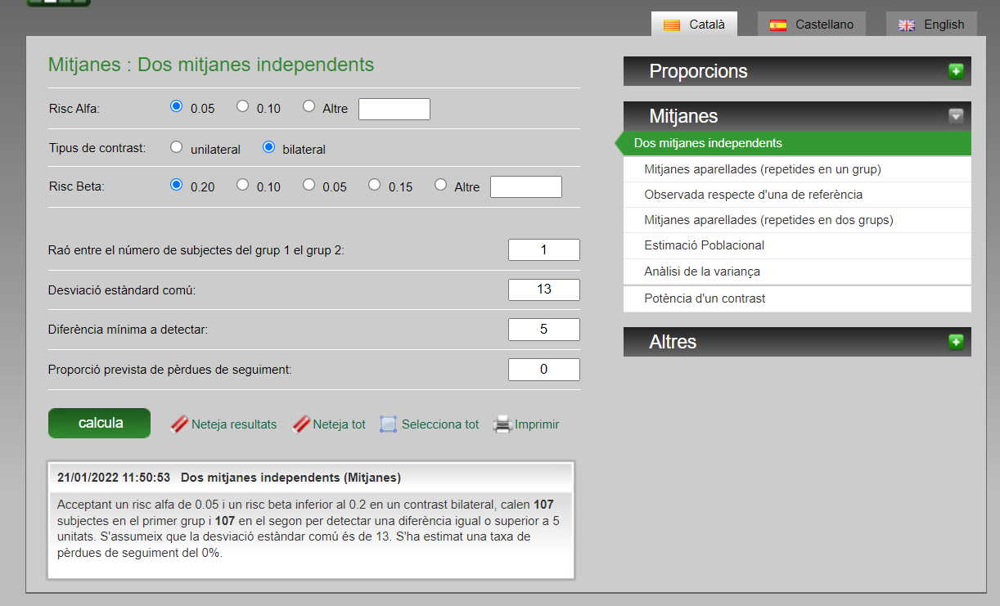 Català
Castellano
English
Mitjanes : Dos mitjanes independents
Risc Alfa: 0.05 0.10 Altre
Tipus de contrast: unilateral bilateral
Risc Beta: 0.20 0.10 0.05 0.15 Altre
Raó entre el número de subjectes del grup 1 el grup 2: 1
Desviació estàndard comú: 13
Diferència mínima a detectar: 5
Proporció prevista de pèrdues de seguiment: 0
calcula Neteja resultats Neteja tot Selecciona tot Imprimir
21/01/2022 11:50:53 Dos mitjanes independents (Mitjanes)
Acceptant un risc alfa de 0.05 i un risc beta inferior al 0.2 en un contrast bilateral, calen 107
subjectes en el primer grup i 107 en el segon per detectar una diferència igual o superior a 5
unitats. S'assumeix que la desviació estàndar comú és de 13. S'ha estimat una taxa de
pèrdues de seguiment del 0%.
Proporcions
Mitjanes
Dos mitjanes independents
Mitjanes aparellades (repetides en un grup)
Observada respecte d'una de referència
Mitjanes aparellades (repetides en dos grups)
Estimació Poblacional
Anàlisi de la variança
Potència d'un contrast
Altres